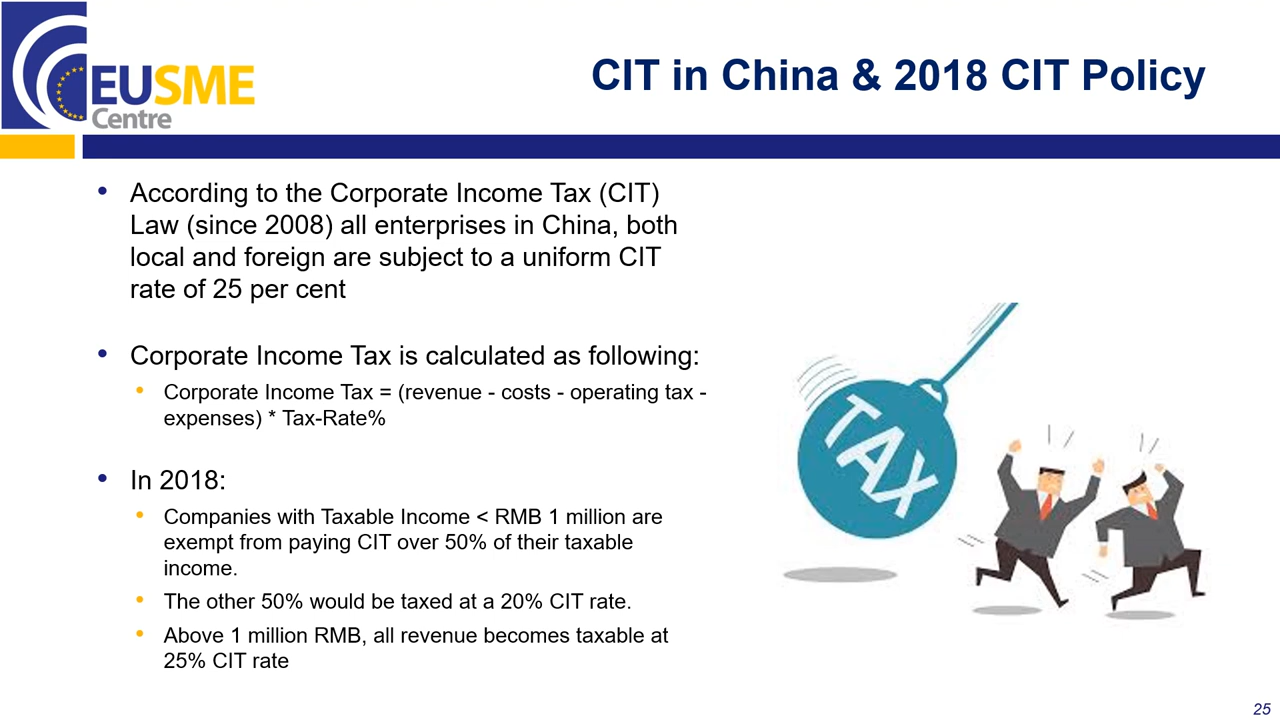 EUSME
Centre
CIT in China & 2018 CIT Policy
• According to the Corporate Income Tax (CIT)
Law (since 2008) all enterprises in China, both
local and foreign are subject to a uniform CIT
rate of 25 per cent
• Corporate Income Tax is calculated as following:
• Corporate Income Tax = (revenue - costs - operating tax -
expenses) * Tax-Rate%
• In 2018:
• Companies with Taxable Income < RMB 1 million are
exempt from paying CIT over 50% of their taxable
income.
• The other 50% would be taxed at a 20% CIT rate.
• Above 1 million RMB, all revenue becomes taxable at
25% CIT rate
TAX
25